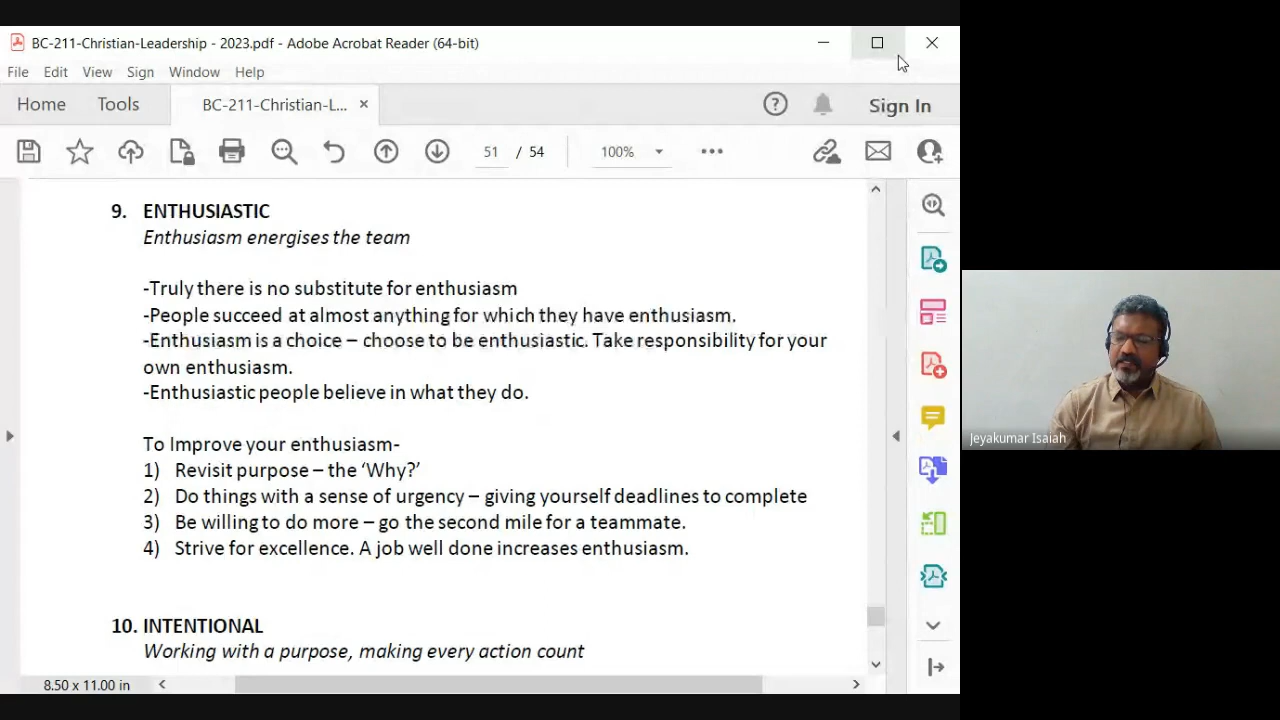 BC-211-Christian-Leadership - 2023.pdf - Adobe Acrobat Reader (64-bit)
File Edit View Sign Window Help
Home Tools BC-211-Christian-L... × Sign In
51 / 54 100%
9. ENTHUSIASTIC
Enthusiasm energises the team
-Truly there is no substitute for enthusiasm
-People succeed at almost anything for which they have enthusiasm.
-Enthusiasm is a choice – choose to be enthusiastic. Take responsibility for your
own enthusiasm.
-Enthusiastic people believe in what they do.
To Improve your enthusiasm-
1) Revisit purpose – the ‘Why?’
2) Do things with a sense of urgency – giving yourself deadlines to complete
3) Be willing to do more – go the second mile for a teammate.
4) Strive for excellence. A job well done increases enthusiasm.
10. INTENTIONAL
Working with a purpose, making every action count
8.50 x 11.00 in
Jeyakumar Isaiah